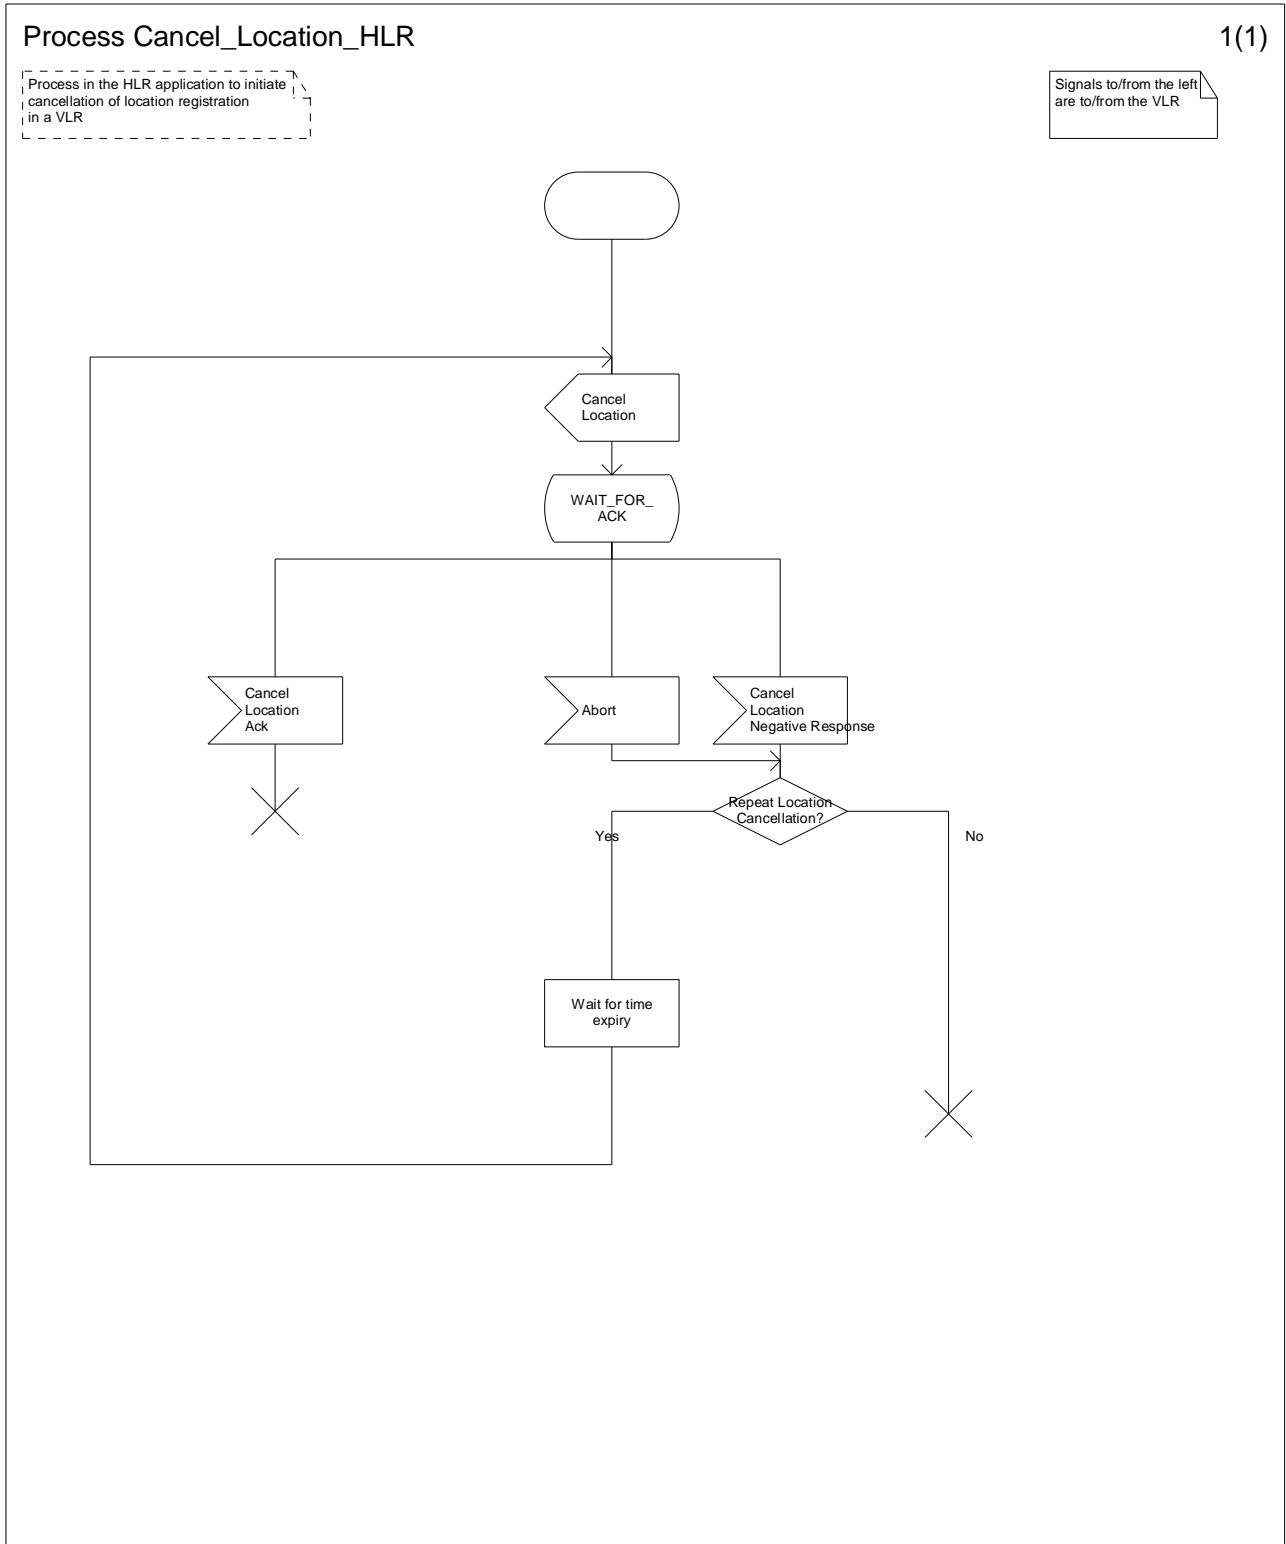 Process Cancel_Location_HLR
1(1)
Process in the HLR application to initiate
cancellation of location registration
in a VLR
Signals to/from the left
are to/from the VLR
Cancel
Location
WAIT_FOR_
ACK
Cancel
Location
Ack
Abort
Cancel
Location
Negative Response
Repeat Location
Cancellation?
Yes
No
Wait for time
expiry